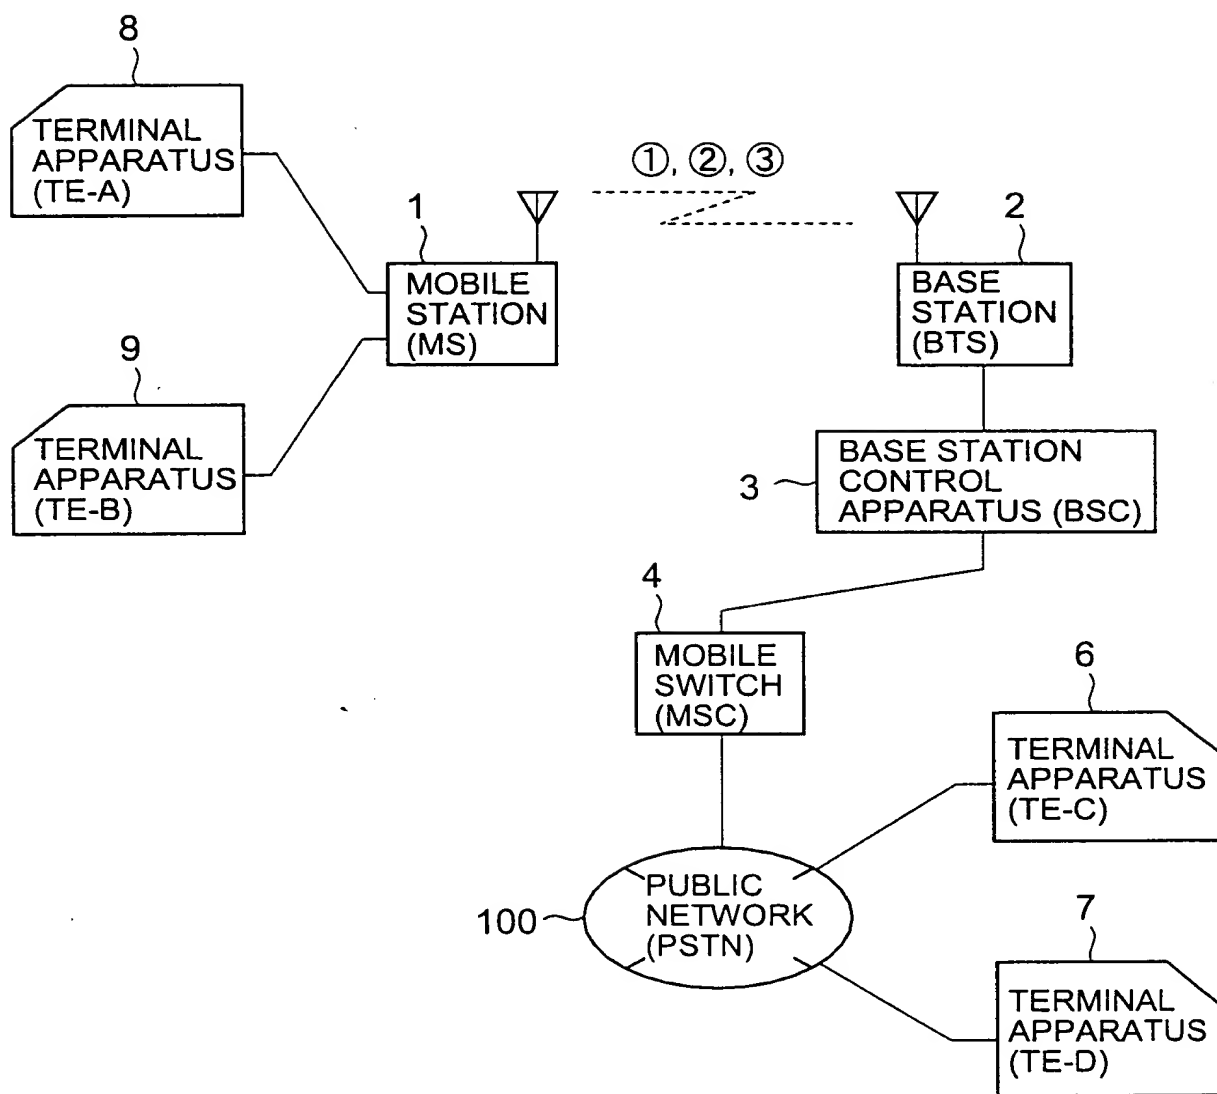 8
TERMINAL
APPARATUS
(TE-A)
①, ②, ③
1
MOBILE
STATION
(MS)
2
BASE
STATION
(BTS)
9
TERMINAL
APPARATUS
(TE-B)
3
BASE STATION
CONTROL
APPARATUS (BSC)
4
MOBILE
SWITCH
(MSC)
6
TERMINAL
APPARATUS
(TE-C)
100
PUBLIC
NETWORK
(PSTN)
7
TERMINAL
APPARATUS
(TE-D)